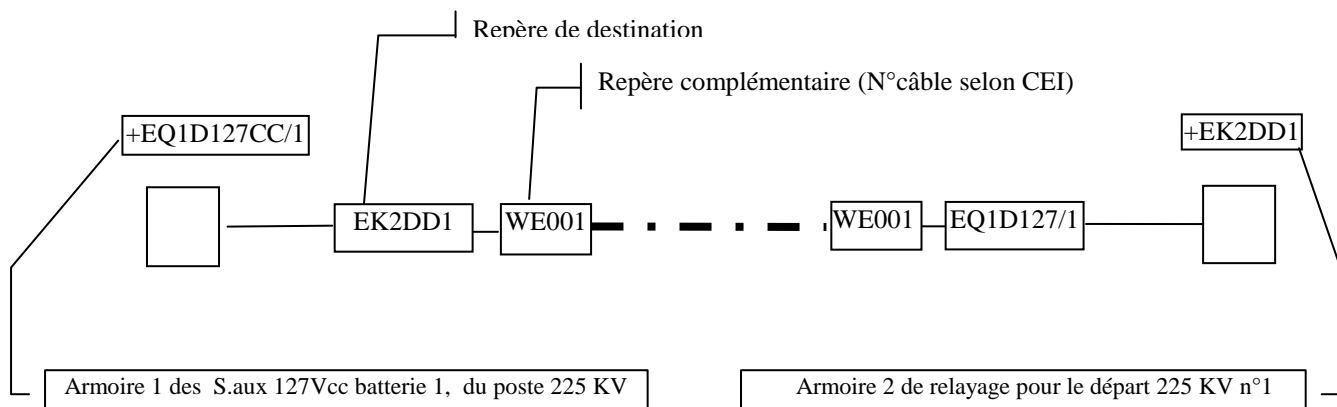 Repère de destination
Repère complémentaire (N°câble selon CEI)
+EQ1D127CC/1
+EK2DD1
EK2DD1
WE001
WE001
EQ1D127/1
Armoire 1 des S.aux 127Vcc batterie 1, du poste 225 KV
Armoire 2 de relayage pour le départ 225 KV n°1